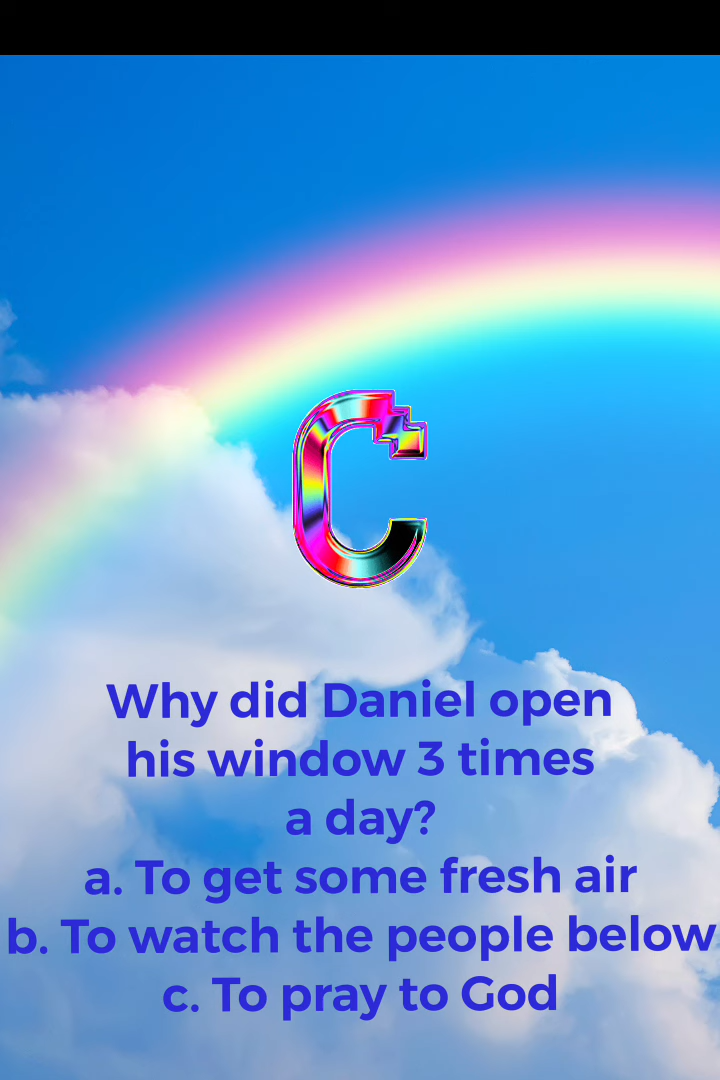 C
Why did Daniel open
his window 3 times
a day?
a. To get some fresh air
b. To watch the people below
c. To pray to God